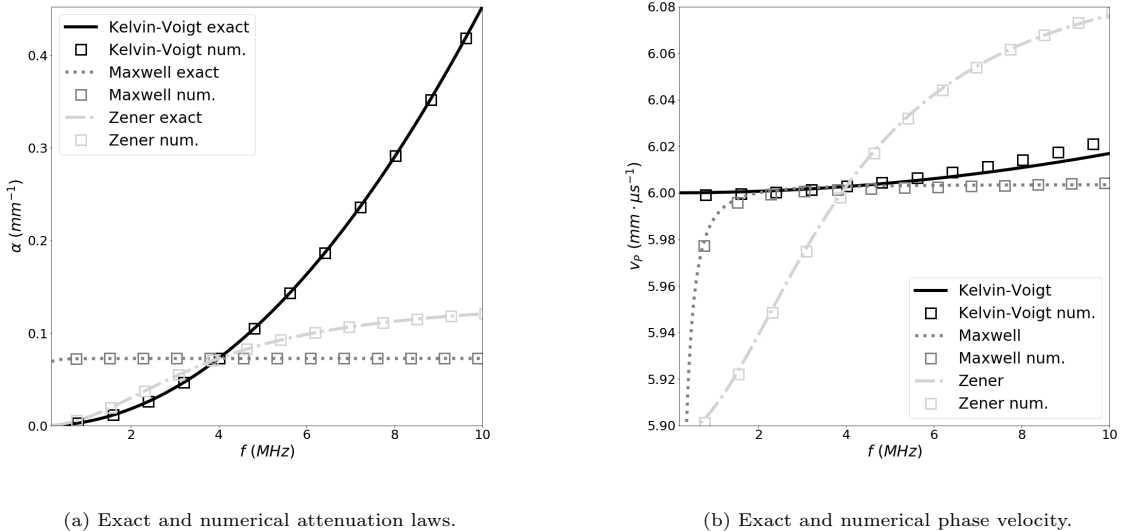 Kelvin-Voigt exact
Kelvin-Voigt num.
Maxwell exact
Maxwell num.
Zener exact
Zener num.
0.4
0.3
0.2
0.1
0.0
α (mm⁻¹)
2 4 6 8 10
f (MHz)
(a) Exact and numerical attenuation laws.
6.08
6.06
6.04
6.02
6.00
5.98
5.96
5.94
5.92
5.90
v_P (mm · μs⁻¹)
Kelvin-Voigt
Kelvin-Voigt num.
Maxwell
Maxwell num.
Zener
Zener num.
2 4 6 8 10
f (MHz)
(b) Exact and numerical phase velocity.